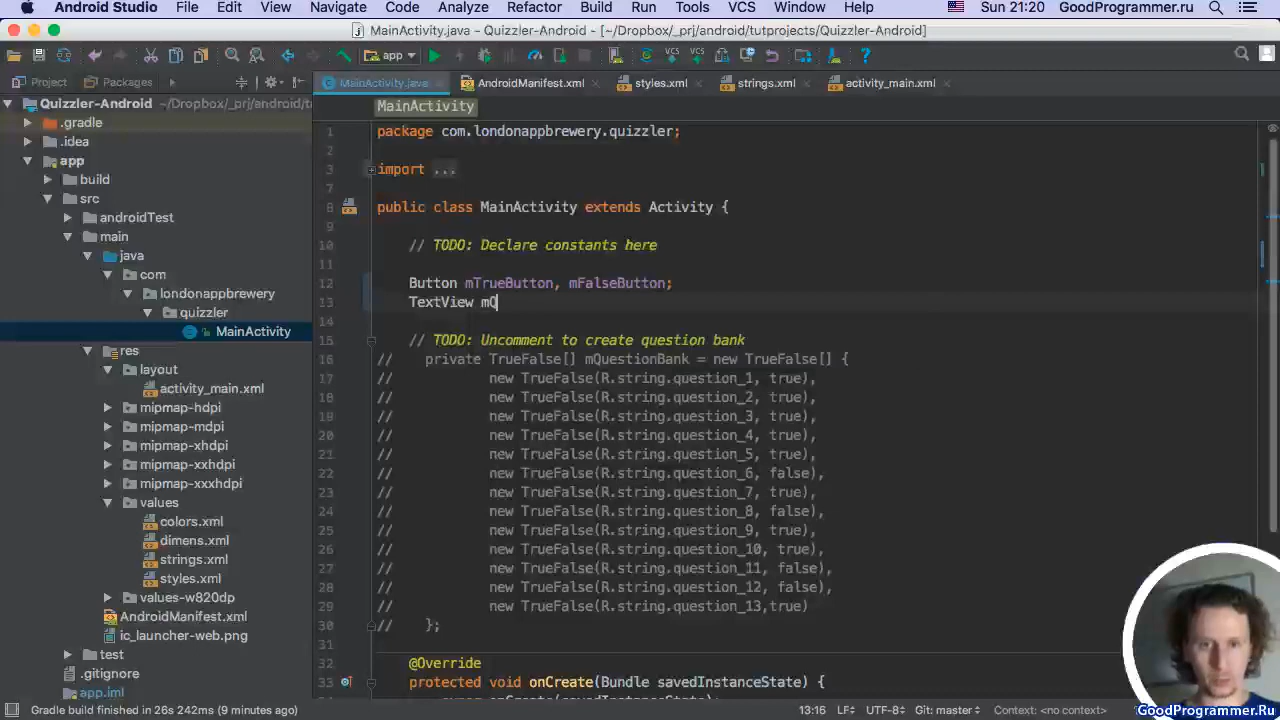 Android Studio File Edit View Navigate Code Analyze Refactor Build Run Tools VCS Window Help SUN 21:20 GoodProgrammer.ru
MainActivity.java - Quizzler-Android - [~/Dropbox/_prj/android/tutprojects/Quizzler-Android]
app VCS VCS ?
Project Packages MainActivity.java AndroidManifest.xml styles.xml strings.xml activity_main.xml
Quizzler-Android ~/Dropbox/_prj/android/tu
MainActivity
.gradle
.idea
app
build
src
androidTest
main
java
com
londonappbrewery
quizzler
MainActivity
res
layout
activity_main.xml
mipmap-hdpi
mipmap-mdpi
mipmap-xhdpi
mipmap-xxhdpi
mipmap-xxxhdpi
values
colors.xml
dimens.xml
strings.xml
styles.xml
values-w820dp
AndroidManifest.xml
ic_launcher-web.png
test
.gitignore
app.iml
1 package com.londonappbrewery.quizzler;
2
3 import ...
7
8 public class MainActivity extends Activity {
9
10 // TODO: Declare constants here
11
12 Button mTrueButton, mFalseButton;
13 TextView mQ
14
15 // TODO: Uncomment to create question bank
16 // private TrueFalse[] mQuestionBank = new TrueFalse[] {
17 // new TrueFalse(R.string.question_1, true),
18 // new TrueFalse(R.string.question_2, true),
19 // new TrueFalse(R.string.question_3, true),
20 // new TrueFalse(R.string.question_4, true),
21 // new TrueFalse(R.string.question_5, true),
22 // new TrueFalse(R.string.question_6, false),
23 // new TrueFalse(R.string.question_7, true),
24 // new TrueFalse(R.string.question_8, false),
25 // new TrueFalse(R.string.question_9, true),
26 // new TrueFalse(R.string.question_10, true),
27 // new TrueFalse(R.string.question_11, false),
28 // new TrueFalse(R.string.question_12, false),
29 // new TrueFalse(R.string.question_13,true)
30 // };
31
32 @Override
33 protected void onCreate(Bundle savedInstanceState) {
Gradle build finished in 26s 242ms (9 minutes ago) 13:16 LF÷ UTF-8÷ Git: master÷ Context: <no context>
GoodProgrammer.Ru